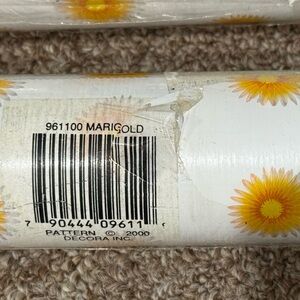 961100 MARIGOLD
7 90444 09611
PATTERN © 2000
DECORA INC.